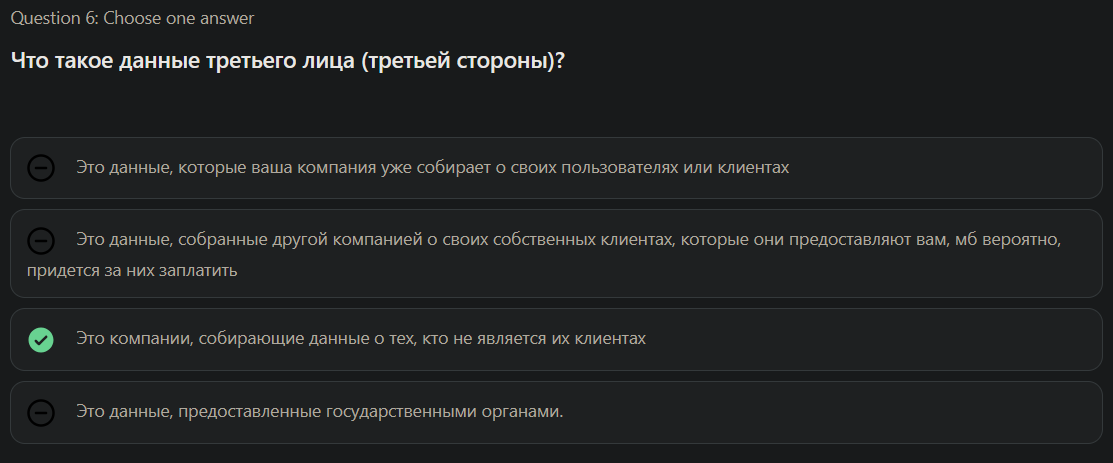 Question 6: Choose one answer
Что такое данные третьего лица (третьей стороны)?
Это данные, которые ваша компания уже собирает о своих пользователях или клиентах
Это данные, собранные другой компанией о своих собственных клиентах, которые они предоставляют вам, мб вероятно,
придется за них заплатить
Это компании, собирающие данные о тех, кто не является их клиентах
Это данные, предоставленные государственными органами.